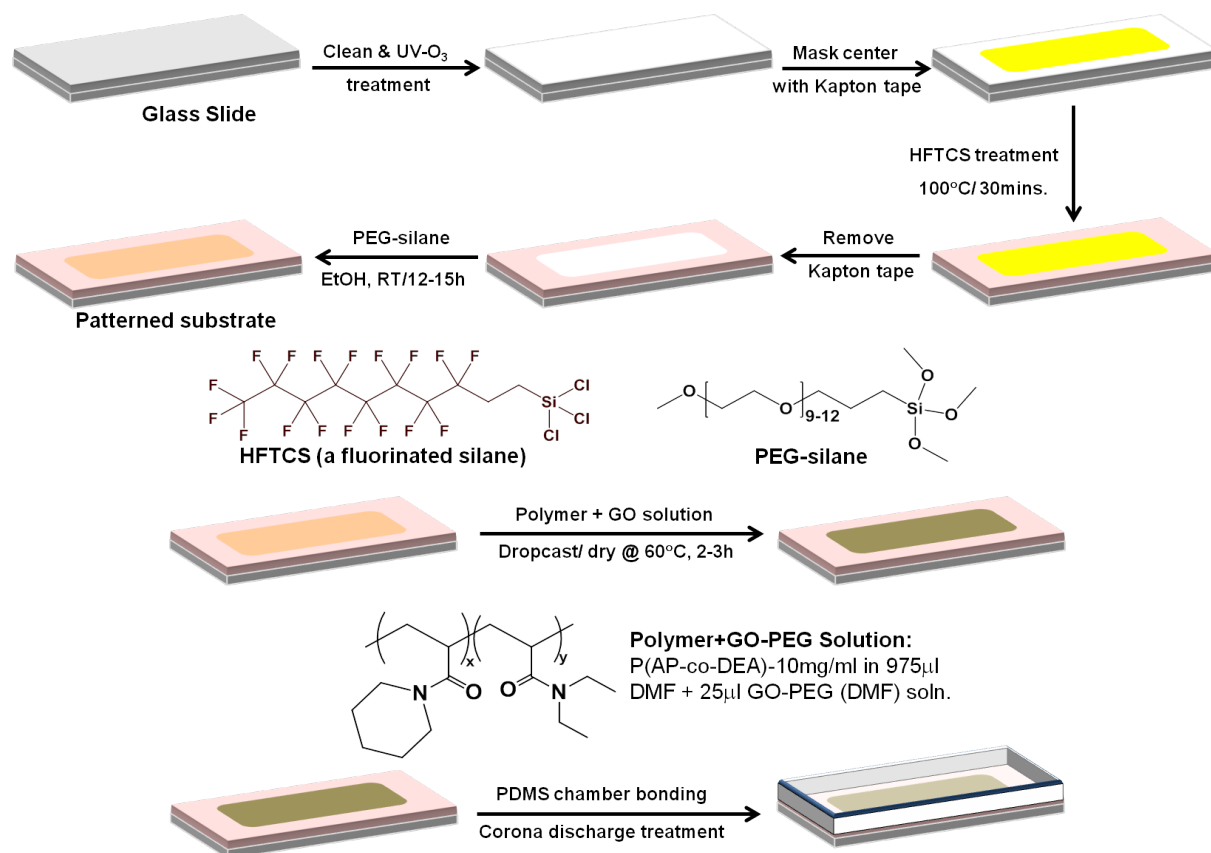 Clean & UV-O₃
treatment
Mask center
with Kapton tape
Glass Slide
HFTCS treatment
100°C/ 30mins.
PEG-silane
EtOH, RT/12-15h
Remove
Kapton tape
Patterned substrate
F F F F F F F F
F
F F
F F F F F F
Si
Cl
Cl
Cl
HFTCS (a fluorinated silane)
O
O
9-12
Si
O
O
O
PEG-silane
Polymer + GO solution
Dropcast/ dry @ 60°C, 2-3h
x
y
N
O
O
N
Polymer+GO-PEG Solution:
P(AP-co-DEA)-10mg/ml in 975μl
DMF + 25μl GO-PEG (DMF) soln.
PDMS chamber bonding
Corona discharge treatment